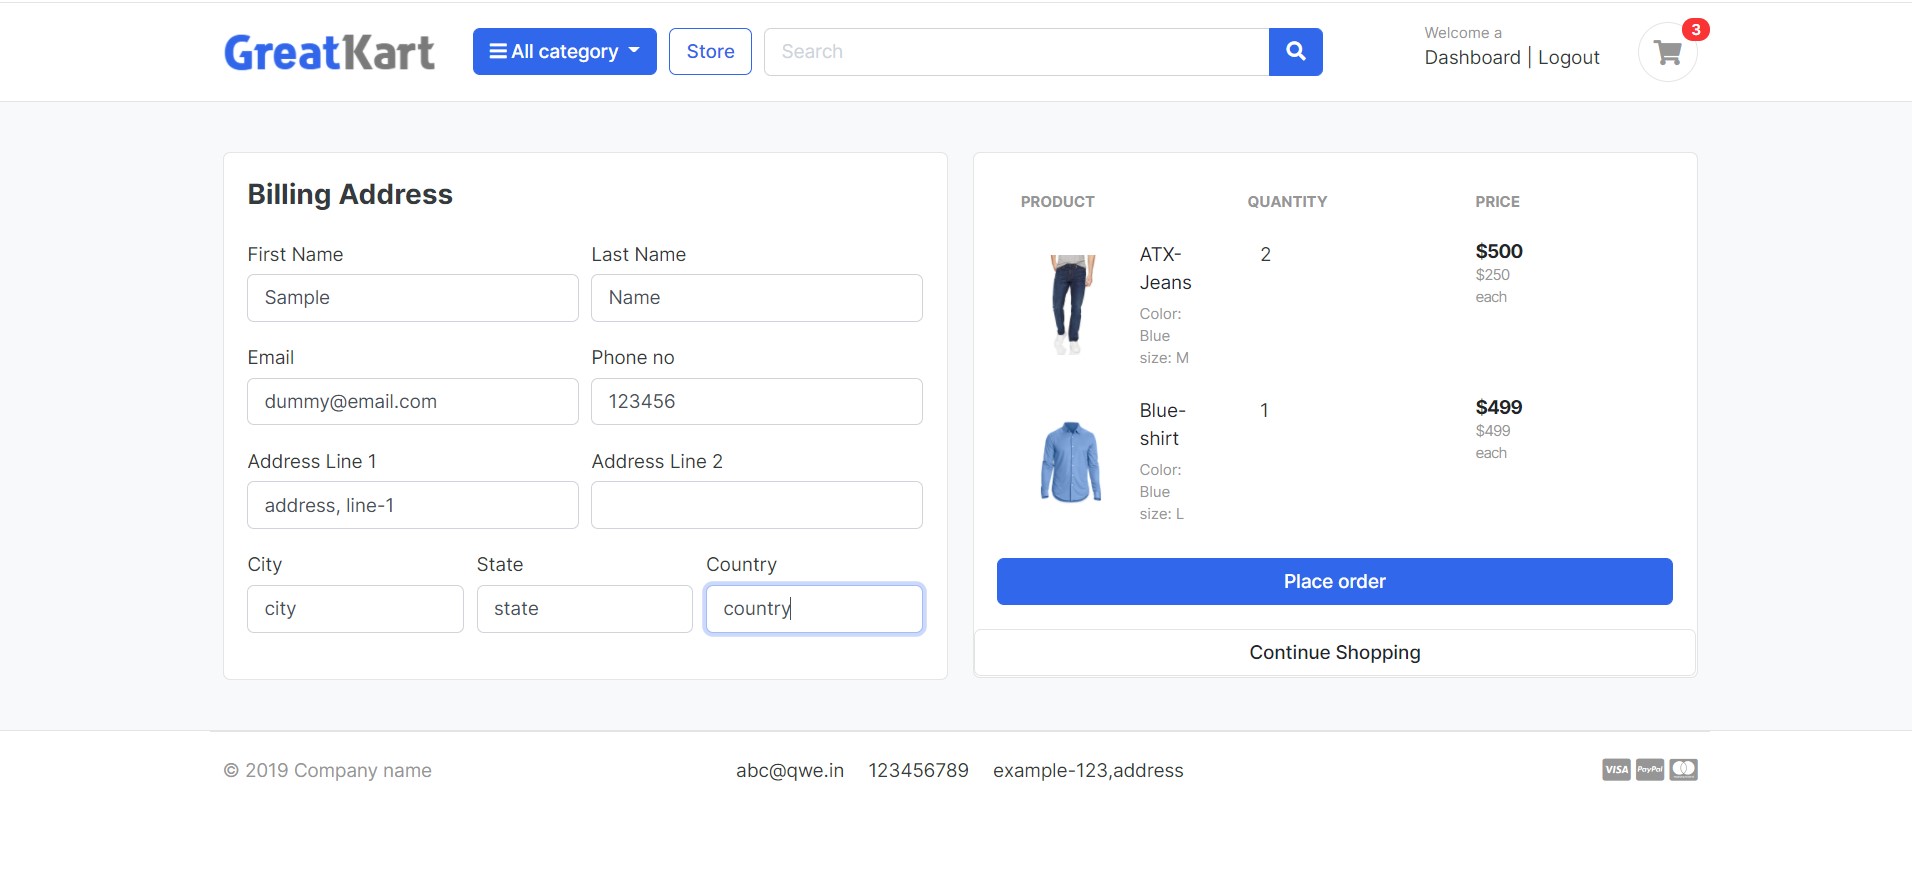 GreatKart
All category
Store
Search
Welcome a
Dashboard | Logout
3
Billing Address
First Name
Last Name
Sample
Name
Email
Phone no
dummy@email.com
123456
Address Line 1
Address Line 2
address, line-1
City
State
Country
city
state
country
PRODUCT
QUANTITY
PRICE
ATX-
Jeans
Color:
Blue
size: M
2
$500
$250
each
Blue-
shirt
Color:
Blue
size: L
1
$499
$499
each
Place order
Continue Shopping
© 2019 Company name
abc@qwe.in
123456789
example-123,address
VISA
PayPal